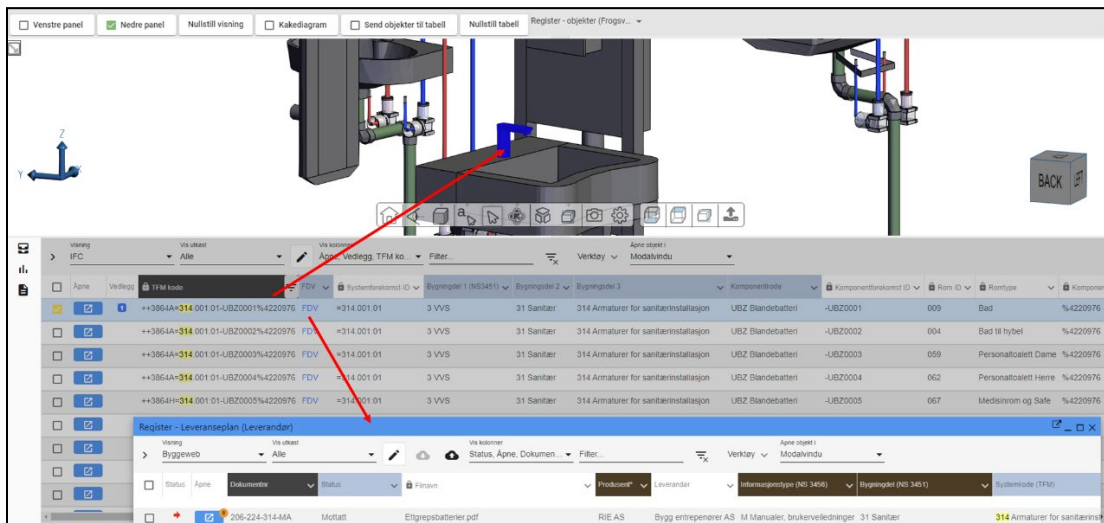 Venstre panel Nedre panel Nullstill visning Kakediagram Send objekter til tabell Nullstill tabell Register - objekter (Frogsv...
Z
Y
BACK LEFT
Visning Vis utkast Vis kolonner Åpne objekt i
IFC Alle Åpne, Vedlegg, TFM ko... Filter... Verktøy Modalvindu
Åpne Vedlegg TFM kode FDV Systemforekomst-ID Bygningdel 1 (NS3451) Bygningsdel 2 Bygningsdel 3 Komponentkode Komponentforekomst ID Rom ID Romtype Komponen
1 ++3864A=314.001:01-UBZ0001%4220976 FDV =314.001:01 3 VVS 31 Sanitær 314 Armaturer for sanitærinstallasjon UBZ Blandebatteri -UBZ0001 009 Bad %4220976
++3864A=314.001:01-UBZ0002%4220976 FDV =314.001:01 3 VVS 31 Sanitær 314 Armaturer for sanitærinstallasjon UBZ Blandebatteri -UBZ0002 004 Bad til hybel %4220976
++3864A=314.001:01-UBZ0003%4220976 FDV =314.001:01 3 VVS 31 Sanitær 314 Armaturer for sanitærinstallasjon UBZ Blandebatteri -UBZ0003 059 Personaltoalett Dame %4220976
++3864A=314.001:01-UBZ0004%4220976 FDV =314.001:01 3 VVS 31 Sanitær 314 Armaturer for sanitærinstallasjon UBZ Blandebatteri -UBZ0004 062 Personaltoalett Herre %4220976
++3864H=314.001:01-UBZ0005%4220976 FDV =314.001:01 3 VVS 31 Sanitær 314 Armaturer for sanitærinstallasjon UBZ Blandebatteri -UBZ0005 067 Medisinrom og Safe %4220976
Register - Leveranseplan (Leverandør)
Visning Vis utkast Vis kolonner Åpne objekt i
Byggeweb Alle Status, Åpne, Dokumen... Filter... Verktøy Modalvindu
Status Åpne Dokumentnr Status Filnavn Produsent* Leverandør Informasjonstype (NS 3456) Bygningdel (NS 3451) Systemkode (TFM)
206-224-314-MA Mottatt Ettgrepsbatterier.pdf RIE AS Bygg entreprenører AS M Manualer, brukerveiledninger 31 Sanitær 314 Armaturer for sanitærinst